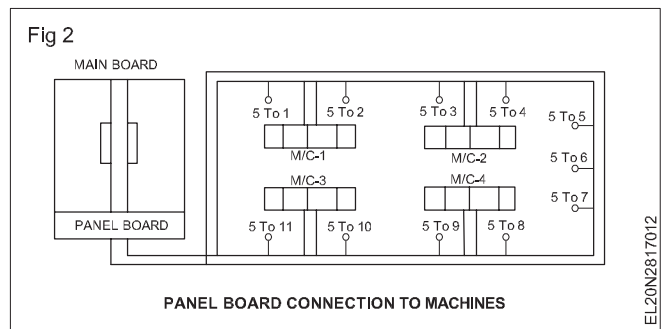 Fig 2
MAIN BOARD
PANEL BOARD
5 To 1
5 To 2
5 To 3
5 To 4
5 To 5
M/C-1
M/C-2
5 To 6
M/C-3
M/C-4
5 To 7
5 To 11
5 To 10
5 To 9
5 To 8
PANEL BOARD CONNECTION TO MACHINES
EL20N2817012